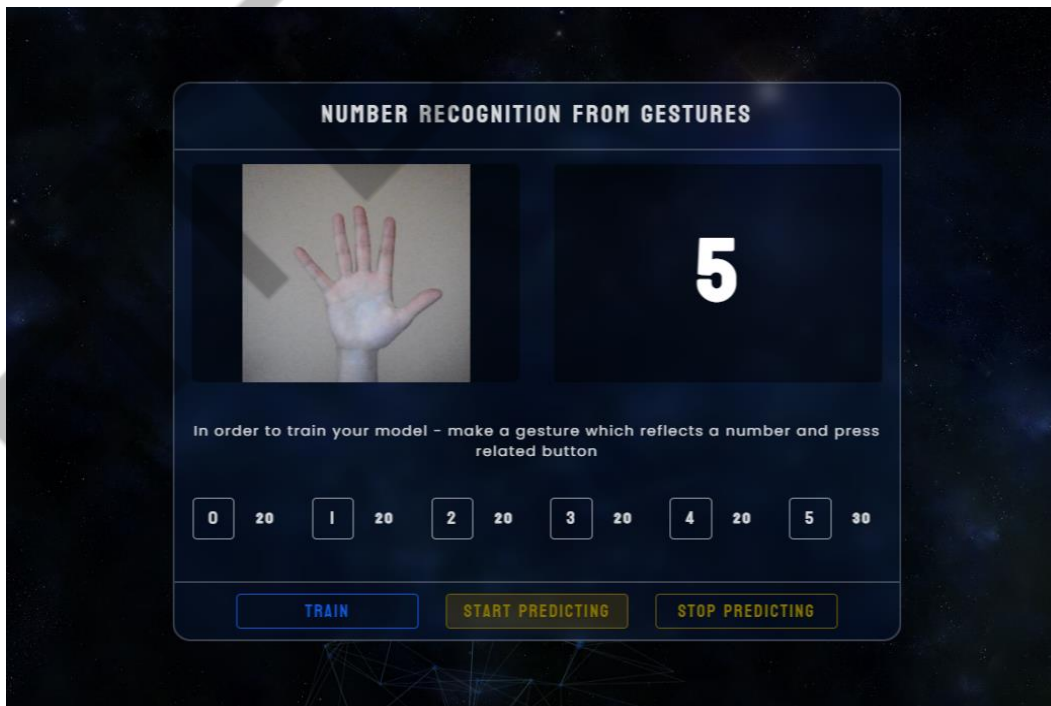 NUMBER RECOGNITION FROM GESTURES
5
In order to train your model - make a gesture which reflects a number and press
related button
0 20 1 20 2 20 3 20 4 20 5 30
TRAIN START PREDICTING STOP PREDICTING